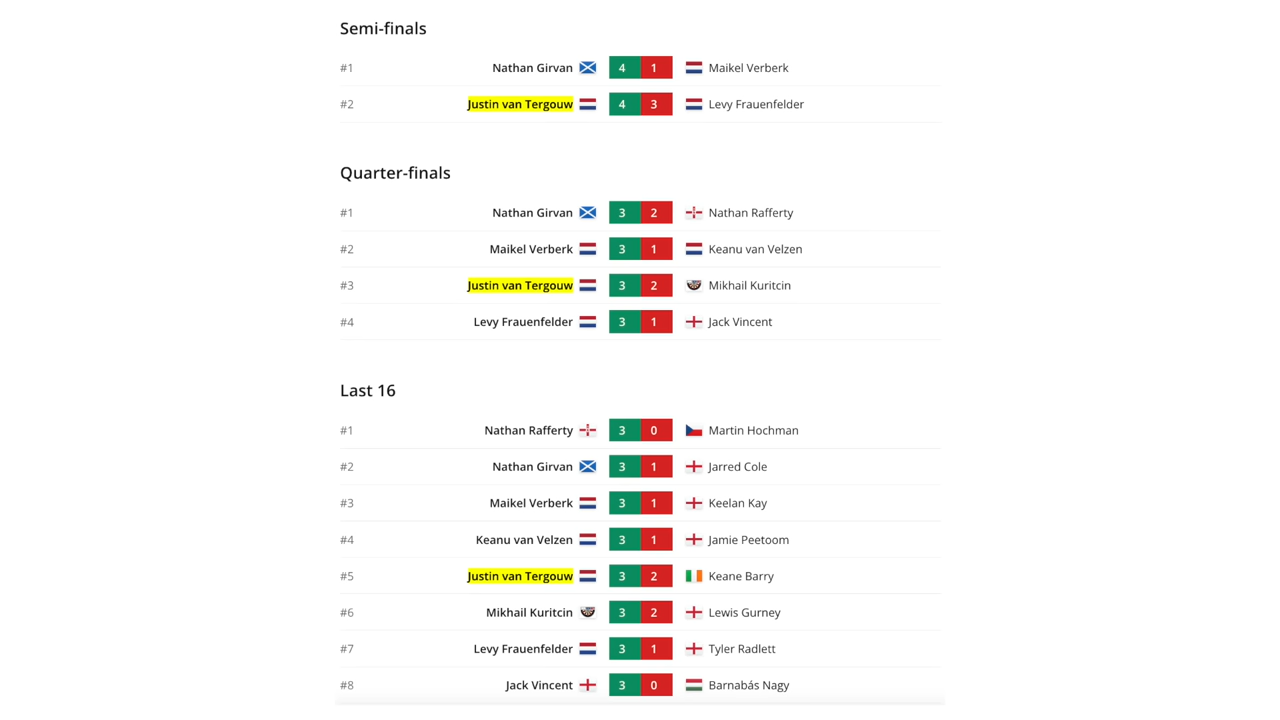 Semi-finals
#1 Nathan Girvan 4 1 Maikel Verberk
#2 Justin van Tergouw 4 3 Levy Frauenfelder
Quarter-finals
#1 Nathan Girvan 3 2 Nathan Rafferty
#2 Maikel Verberk 3 1 Keanu van Velzen
#3 Justin van Tergouw 3 2 Mikhail Kuritcin
#4 Levy Frauenfelder 3 1 Jack Vincent
Last 16
#1 Nathan Rafferty 3 0 Martin Hochman
#2 Nathan Girvan 3 1 Jarred Cole
#3 Maikel Verberk 3 1 Keelan Kay
#4 Keanu van Velzen 3 1 Jamie Peetoom
#5 Justin van Tergouw 3 2 Keane Barry
#6 Mikhail Kuritcin 3 2 Lewis Gurney
#7 Levy Frauenfelder 3 1 Tyler Radlett
#8 Jack Vincent 3 0 Barnabás Nagy